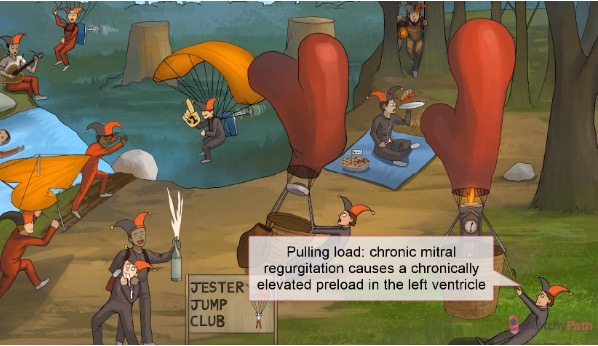 Pulling load: chronic mitral
regurgitation causes a chronically
elevated preload in the left ventricle
JESTER
JUMP
CLUB